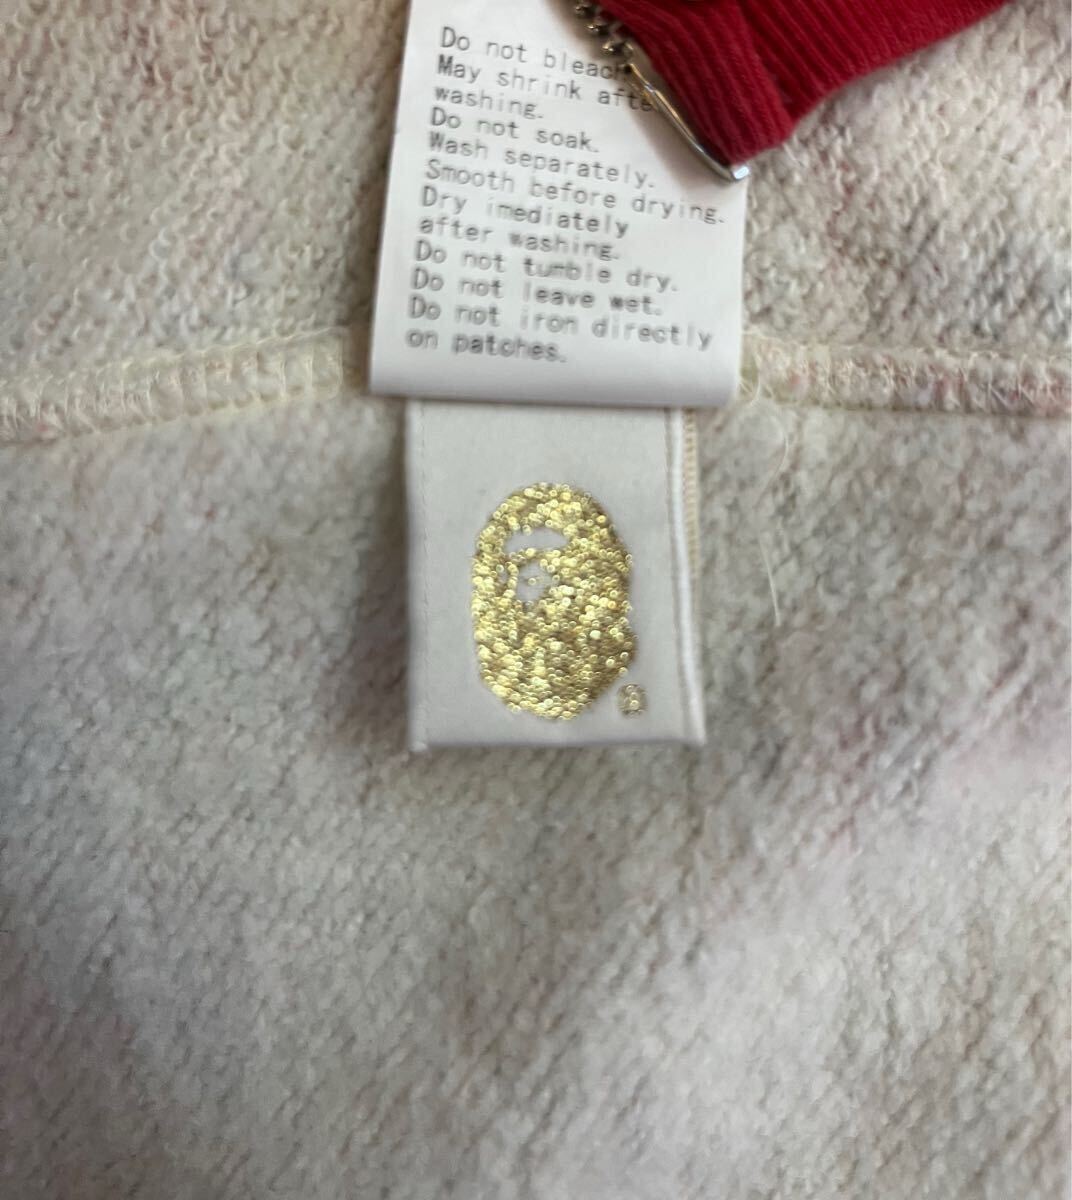 Do not bleach
May shrink afte
washing.
Do not soak.
Wash separately.
Smooth before drying.
Dry imediately
after washing.
Do not tumble dry.
Do not leave wet.
Do not iron directly
on patches.